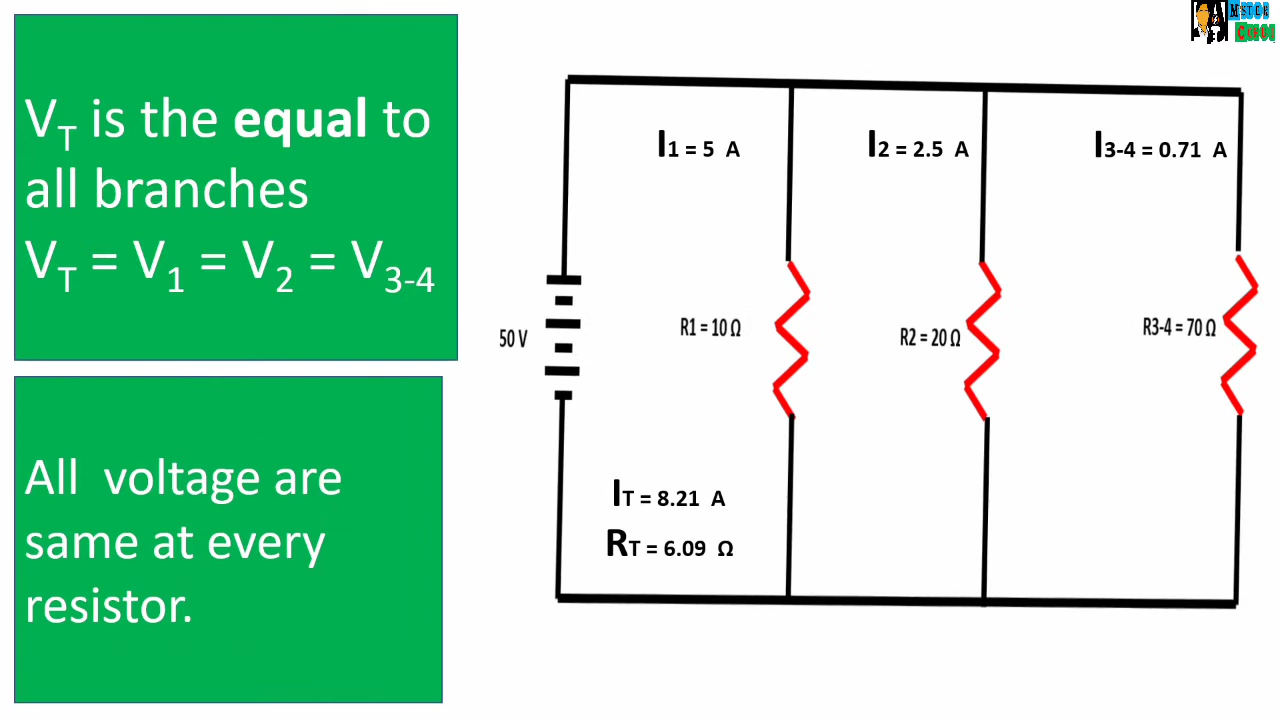 VT is the equal to
all branches
VT = V1 = V2 = V3-4
All voltage are
same at every
resistor.
I1 = 5 A
I2 = 2.5 A
I3-4 = 0.71 A
50 V
R1 = 10 Ω
R2 = 20 Ω
R3-4 = 70 Ω
IT = 8.21 A
RT = 6.09 Ω